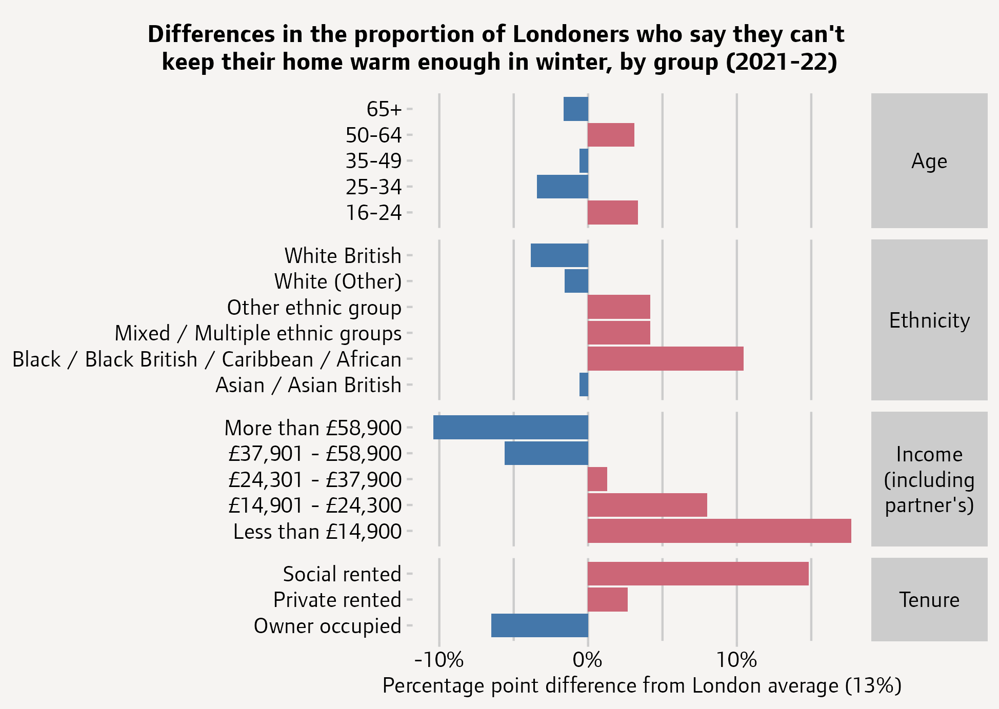 Differences in the proportion of Londoners who say they can't
keep their home warm enough in winter, by group (2021-22)
65+
50-64
35-49
25-34
16-24
Age
White British
White (Other)
Other ethnic group
Mixed / Multiple ethnic groups
Black / Black British / Caribbean / African
Asian / Asian British
Ethnicity
More than £58,900
£37,901 - £58,900
£24,301 - £37,900
£14,901 - £24,300
Less than £14,900
Income
(including
partner's)
Social rented
Private rented
Owner occupied
Tenure
-10% 0% 10%
Percentage point difference from London average (13%)